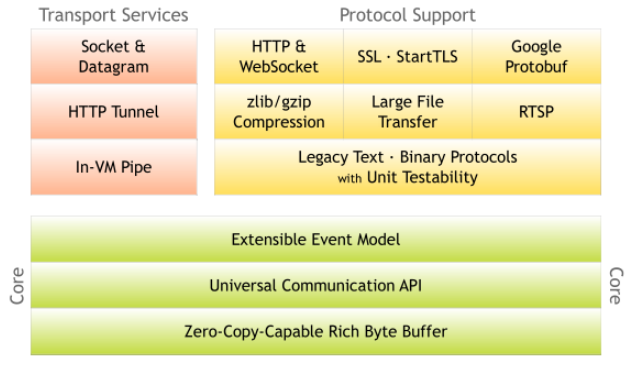 Transport Services
Protocol Support
Socket &
Datagram
HTTP Tunnel
In-VM Pipe
HTTP &
WebSocket
SSL · StartTLS
Google
Protobuf
zlib/gzip
Compression
Large File
Transfer
RTSP
Legacy Text · Binary Protocols
with Unit Testability
Core
Extensible Event Model
Universal Communication API
Zero-Copy-Capable Rich Byte Buffer
Core